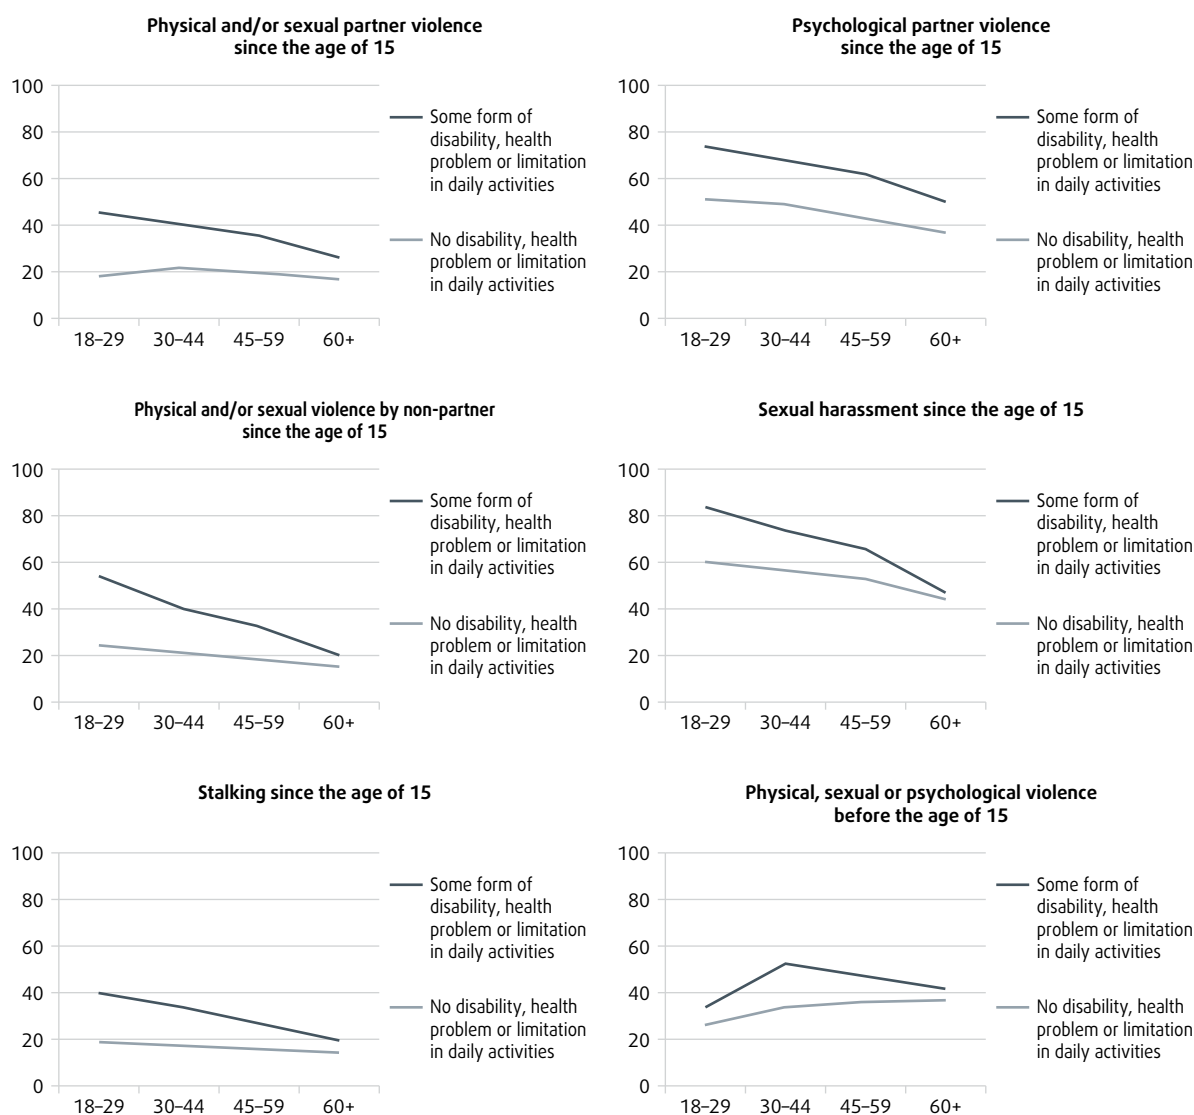 Physical and/or sexual partner violence
since the age of 15
100
80
60
40
20
0
18–29 30–44 45–59 60+
Some form of
disability, health
problem or limitation
in daily activities
No disability, health
problem or limitation
in daily activities
Psychological partner violence
since the age of 15
100
80
60
40
20
0
18–29 30–44 45–59 60+
Some form of
disability, health
problem or limitation
in daily activities
No disability, health
problem or limitation
in daily activities
Physical and/or sexual violence by non-partner
since the age of 15
100
80
60
40
20
0
18–29 30–44 45–59 60+
Some form of
disability, health
problem or limitation
in daily activities
No disability, health
problem or limitation
in daily activities
Sexual harassment since the age of 15
100
80
60
40
20
0
18–29 30–44 45–59 60+
Some form of
disability, health
problem or limitation
in daily activities
No disability, health
problem or limitation
in daily activities
Stalking since the age of 15
100
80
60
40
20
0
18–29 30–44 45–59 60+
Some form of
disability, health
problem or limitation
in daily activities
No disability, health
problem or limitation
in daily activities
Physical, sexual or psychological violence
before the age of 15
100
80
60
40
20
0
18–29 30–44 45–59 60+
Some form of
disability, health
problem or limitation
in daily activities
No disability, health
problem or limitation
in daily activities